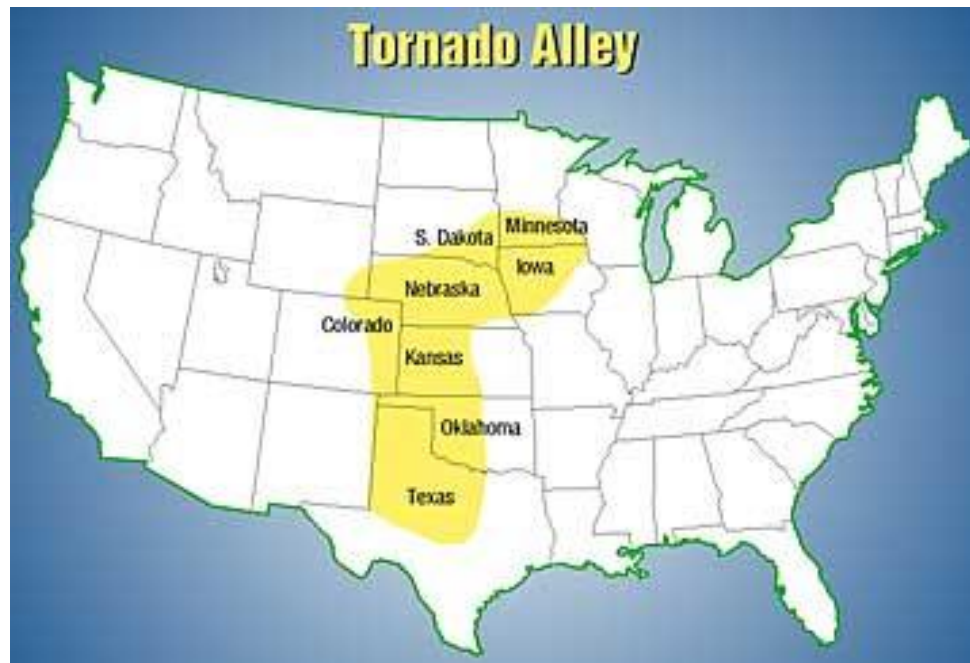 Tornado Alley
Minnesota
S. Dakota
Iowa
Nebraska
Colorado
Kansas
Oklahoma
Texas